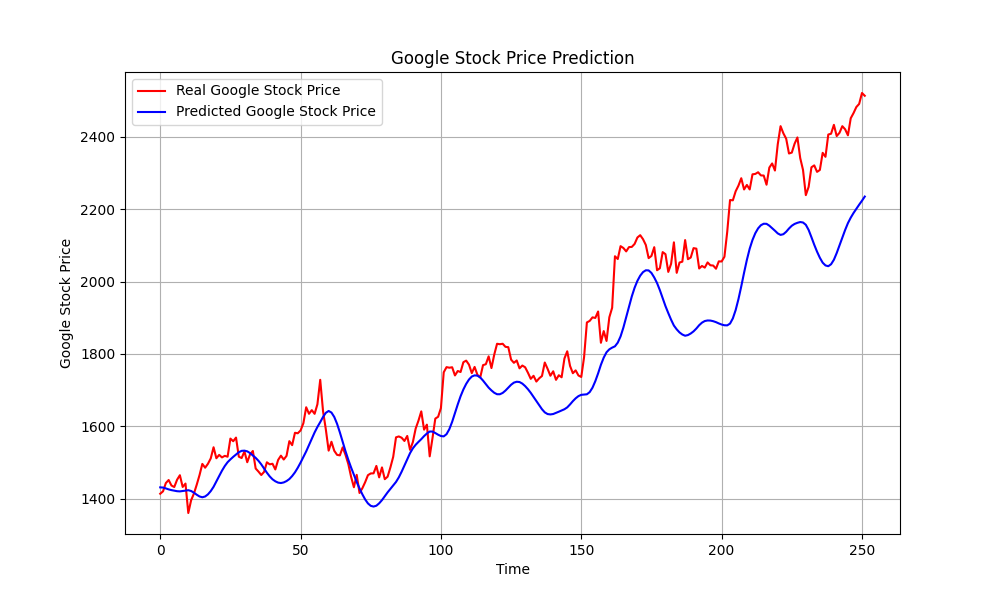 Google Stock Price Prediction
Real Google Stock Price
Predicted Google Stock Price
2400
2200
2000
1800
1600
1400
Google Stock Price
0 50 100 150 200 250
Time